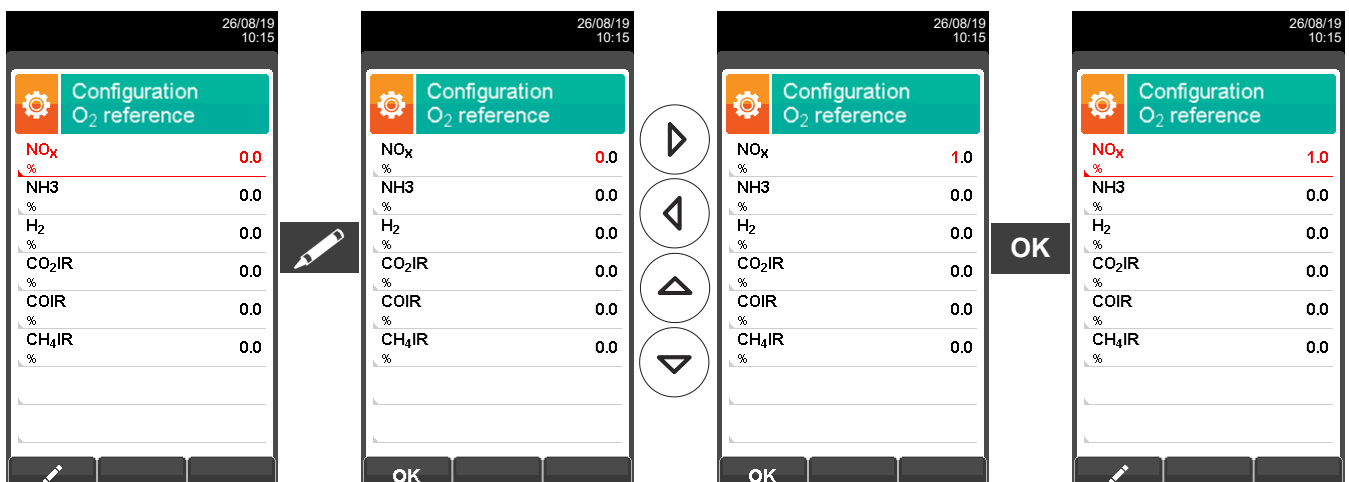 26/08/19
10:15
Configuration
O₂ reference
NOx 0.0
%
NH3 0.0
%
H₂ 0.0
%
CO₂IR 0.0
%
COIR 0.0
%
CH₄IR 0.0
%
26/08/19
10:15
Configuration
O₂ reference
NOx 0.0
%
NH3 0.0
%
H₂ 0.0
%
CO₂IR 0.0
%
COIR 0.0
%
CH₄IR 0.0
%
OK
26/08/19
10:15
Configuration
O₂ reference
NOx 1.0
%
NH3 0.0
%
H₂ 0.0
%
CO₂IR 0.0
%
COIR 0.0
%
CH₄IR 0.0
%
OK
OK
26/08/19
10:15
Configuration
O₂ reference
NOx 1.0
%
NH3 0.0
%
H₂ 0.0
%
CO₂IR 0.0
%
COIR 0.0
%
CH₄IR 0.0
%